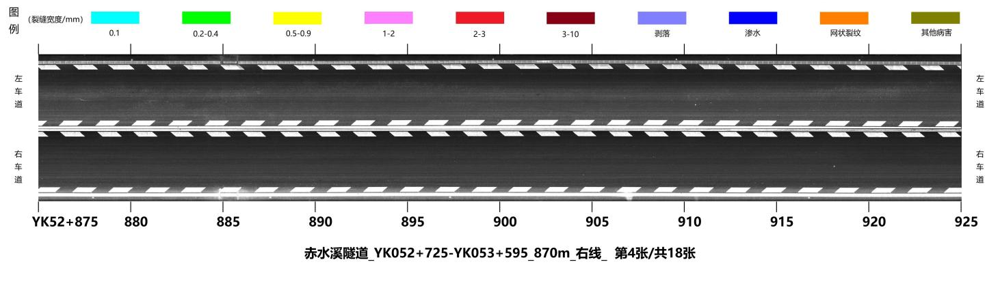 图例
(裂缝宽度/mm)
0.1 0.2-0.4 0.5-0.9 1-2 2-3 3-10 剥落 渗水 网状裂纹 其他病害
左车道 左车道
右车道 右车道
YK52+875 880 885 890 895 900 905 910 915 920 925
赤水溪隧道_YK052+725-YK053+595_870m_右线_ 第4张/共18张